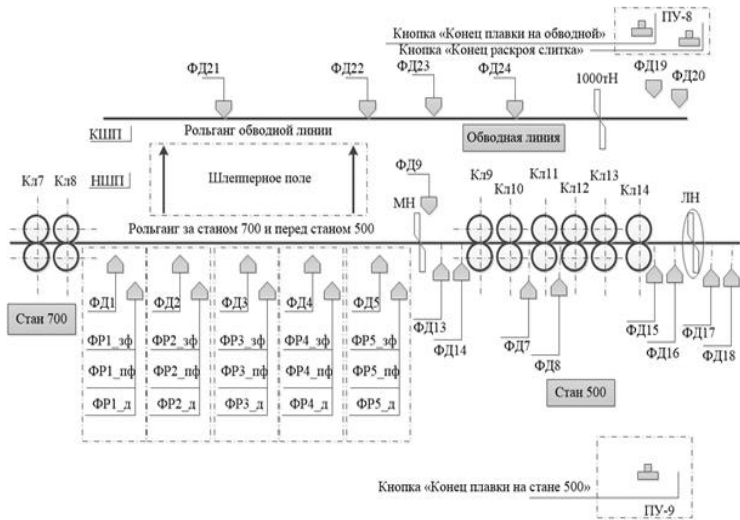 ПУ-8
Кнопка «Конец плавки на обводной»
Кнопка «Конец раскроя слитка»
ФД21
ФД22
ФД23
ФД24
1000тН
ФД19
ФД20
КШП
Рольганг обводной линии
Обводная линия
Шлепперное поле
НШП
Кл7
Кл8
ФД9
МН
Кл9
Кл10
Кл11
Кл12
Кл13
Кл14
ЛН
Рольганг за станом 700 и перед станом 500
Стан 700
ФД1
ФД2
ФД3
ФД4
ФД5
ФД13
ФД14
ФД7
ФД8
ФД15
ФД16
ФД17
ФД18
ФР1_зф
ФР2_зф
ФР3_зф
ФР4_зф
ФР5_зф
ФР1_пф
ФР2_пф
ФР3_пф
ФР4_пф
ФР5_пф
ФР1_д
ФР2_д
ФР3_д
ФР4_д
ФР5_д
Стан 500
Кнопка «Конец плавки на стане 500»
ПУ-9